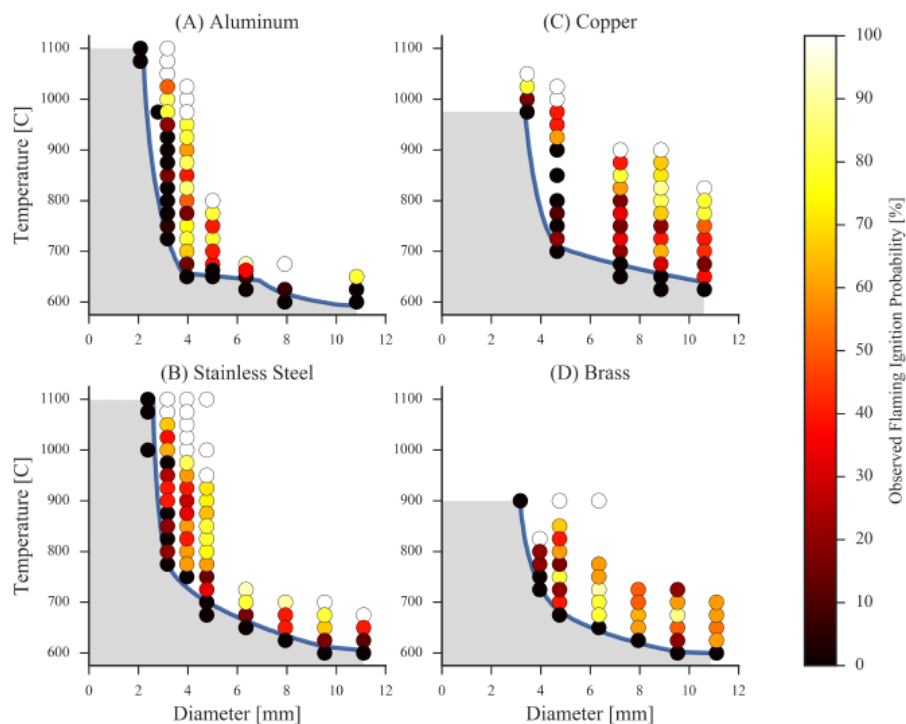 (A) Aluminum
(C) Copper
1100
1000
900
800
700
600
Temperature [C]
0 2 4 6 8 10 12
1100
1000
900
800
700
600
0 2 4 6 8 10 12
(B) Stainless Steel
(D) Brass
1100
1000
900
800
700
600
Temperature [C]
0 2 4 6 8 10 12
Diameter [mm]
1100
1000
900
800
700
600
0 2 4 6 8 10 12
Diameter [mm]
100
90
80
70
60
50
40
30
20
10
0
Observed Flaming Ignition Probability [%]